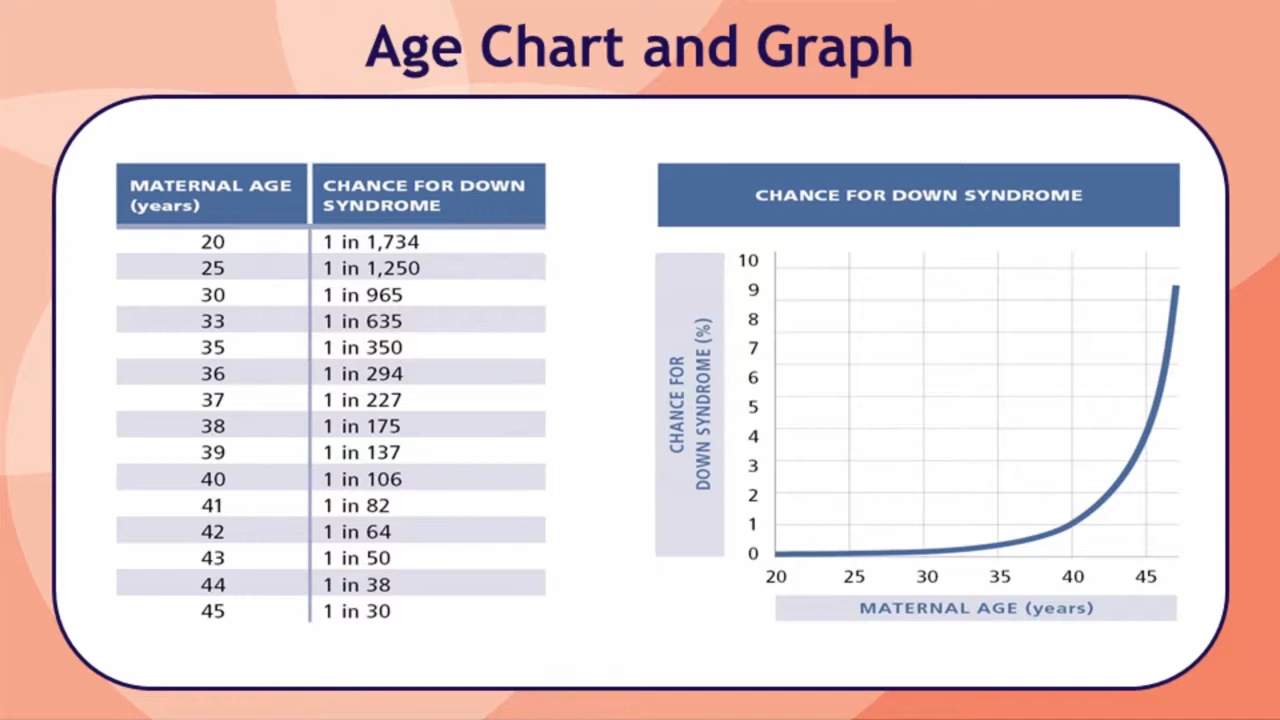 Age Chart and Graph
MATERNAL AGE
(years)
CHANCE FOR DOWN
SYNDROME
20 1 in 1,734
25 1 in 1,250
30 1 in 965
33 1 in 635
35 1 in 350
36 1 in 294
37 1 in 227
38 1 in 175
39 1 in 137
40 1 in 106
41 1 in 82
42 1 in 64
43 1 in 50
44 1 in 38
45 1 in 30
CHANCE FOR DOWN SYNDROME
CHANCE FOR
DOWN SYNDROME (%)
10
9
8
7
6
5
4
3
2
1
0
20 25 30 35 40 45
MATERNAL AGE (years)